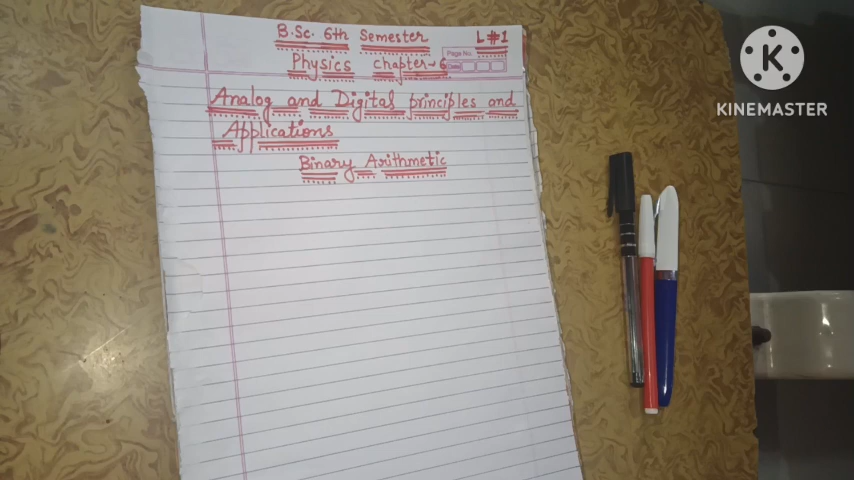 B.Sc. 6th Semester L#1
Page No.
Physics chapter-6
Date
Analog and Digital principles and
Applications
Binary Arithmetic
K
KINEMASTER